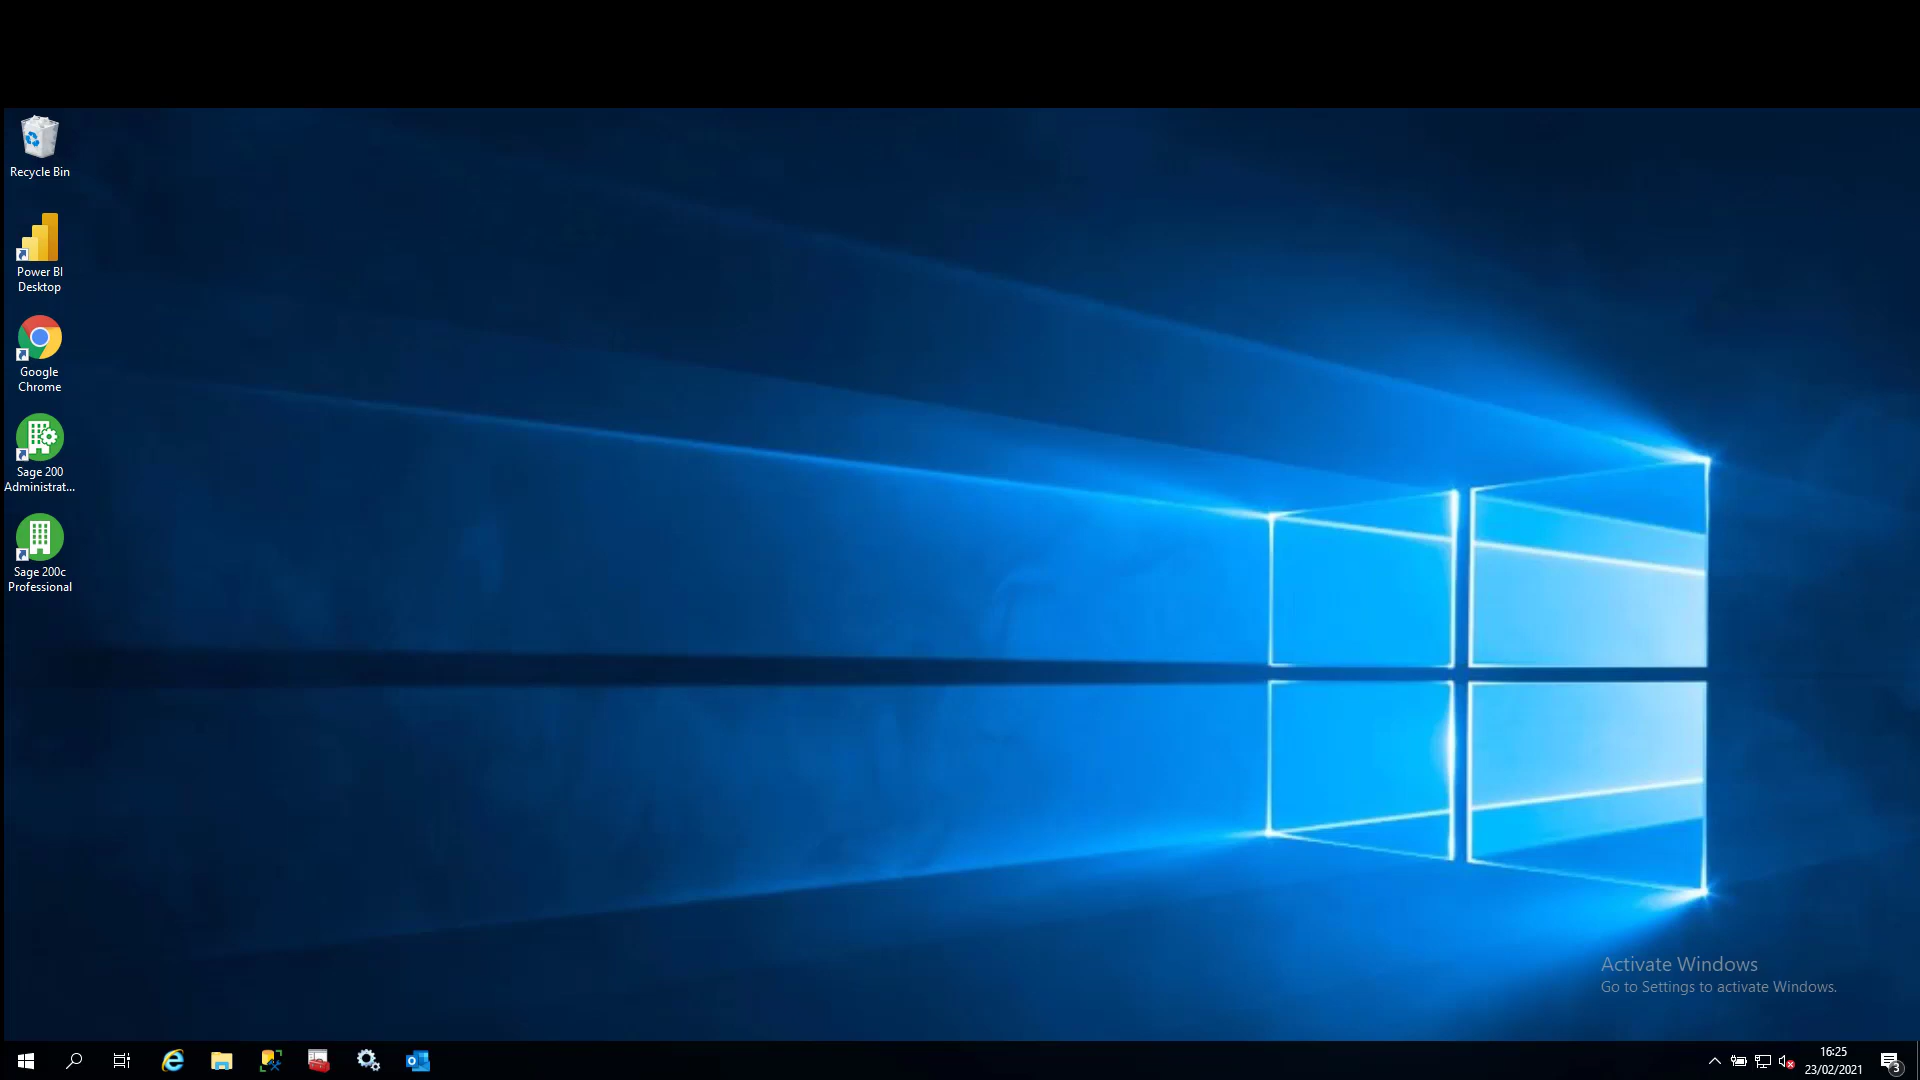 Recycle Bin
Power BI
Desktop
Google
Chrome
Sage 200
Administrat...
Sage 200c
Professional
Activate Windows
Go to Settings to activate Windows.
16:25
23/02/2021
3